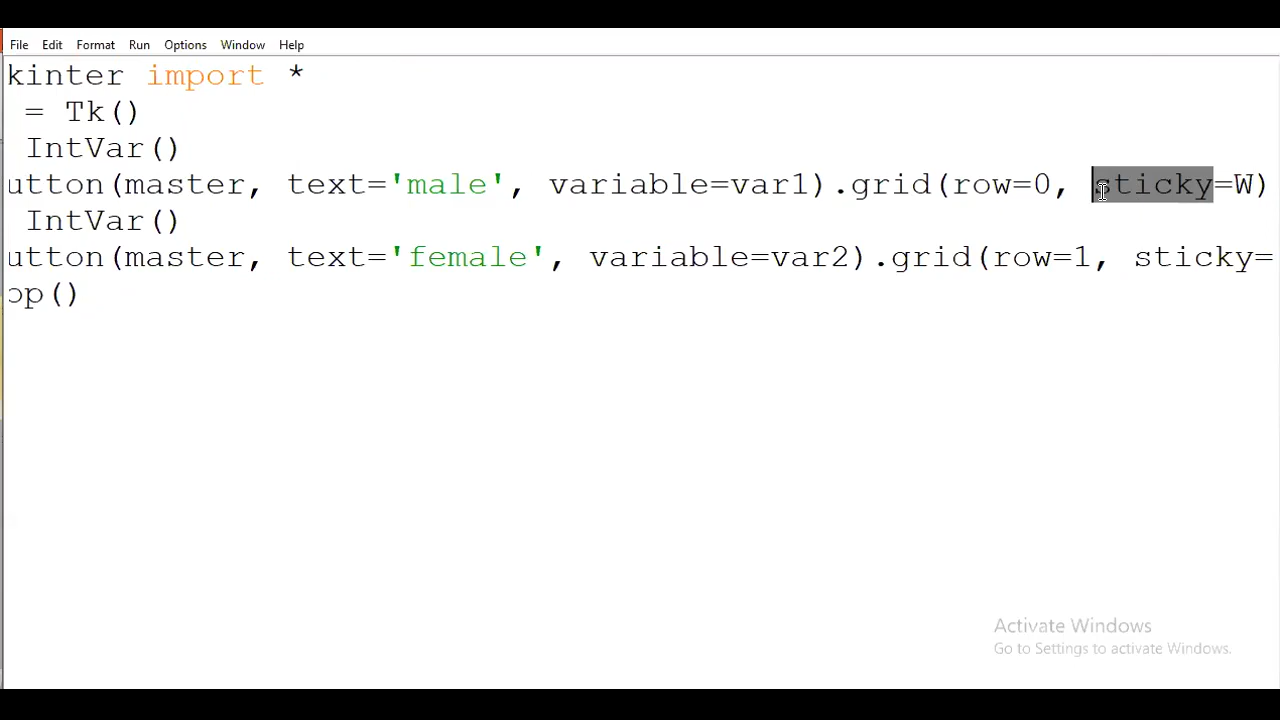 File Edit Format Run Options Window Help
kinter import *
= Tk()
IntVar()
utton(master, text='male', variable=var1).grid(row=0, sticky=W)
IntVar()
utton(master, text='female', variable=var2).grid(row=1, sticky=
op()
Activate Windows
Go to Settings to activate Windows.